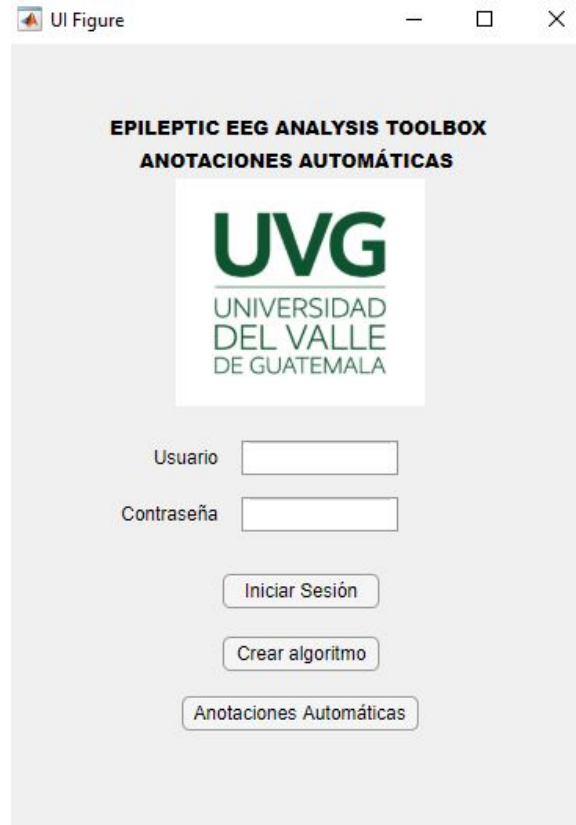 UI Figure
EPILEPTIC EEG ANALYSIS TOOLBOX
ANOTACIONES AUTOMÁTICAS
UVG
UNIVERSIDAD
DEL VALLE
DE GUATEMALA
Usuario
Contraseña
Iniciar Sesión
Crear algoritmo
Anotaciones Automáticas